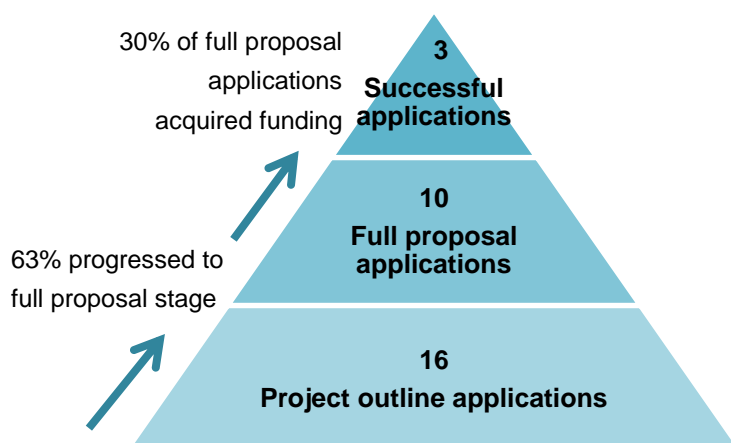 30% of full proposal
applications
acquired funding
3
Successful
applications
10
Full proposal
applications
63% progressed to
full proposal stage
16
Project outline applications